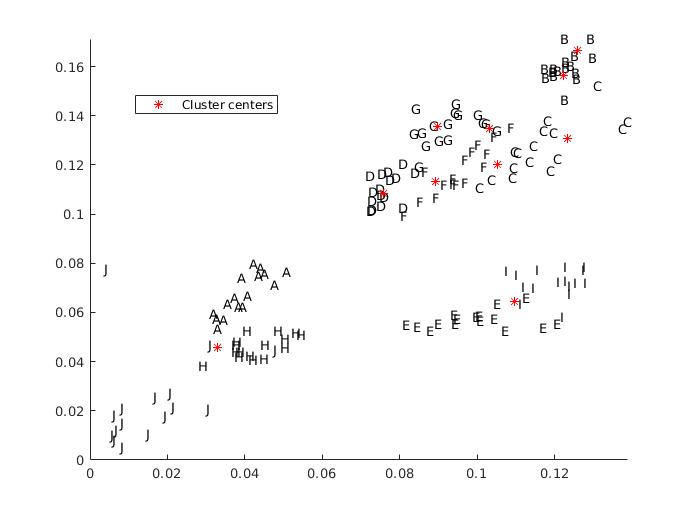 B B
B
B B
0.16
B B B B B B B
B B B
C
B
Cluster centers
G G
0.14
G G G
C C
G G G G G F C C
G G G G F C C
G G G F C
0.12
F F C C
D G F C
D D D D F F C C
D D D F F F F C C
D D F F C
D D F
0.1
D D D F
A
J A A I I I
0.08
A A A I I
A A I I I
A A I I I
0.06
A A A E I
A A A E E E E I
A E E E E E E E E
H H H H H E E
J H H H
0.04
H H H H J H
H H H H
H
J J
0.02
J J J J
J J
J J J
J
J
0
0 0.02 0.04 0.06 0.08 0.1 0.12